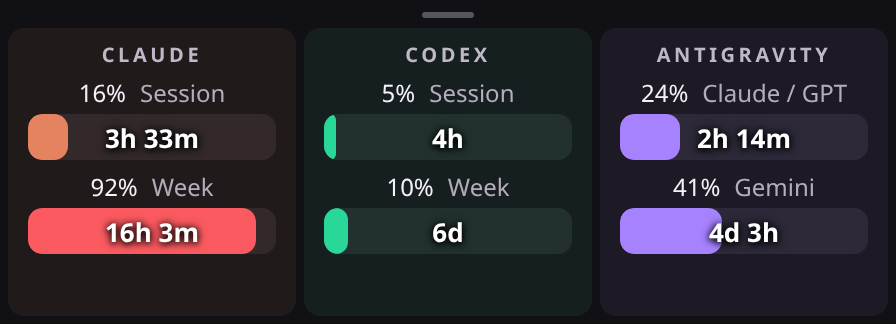 CLAUDE
16% Session
3h 33m
92% Week
16h 3m
CODEX
5% Session
4h
10% Week
6d
ANTIGRAVITY
24% Claude / GPT
2h 14m
41% Gemini
4d 3h